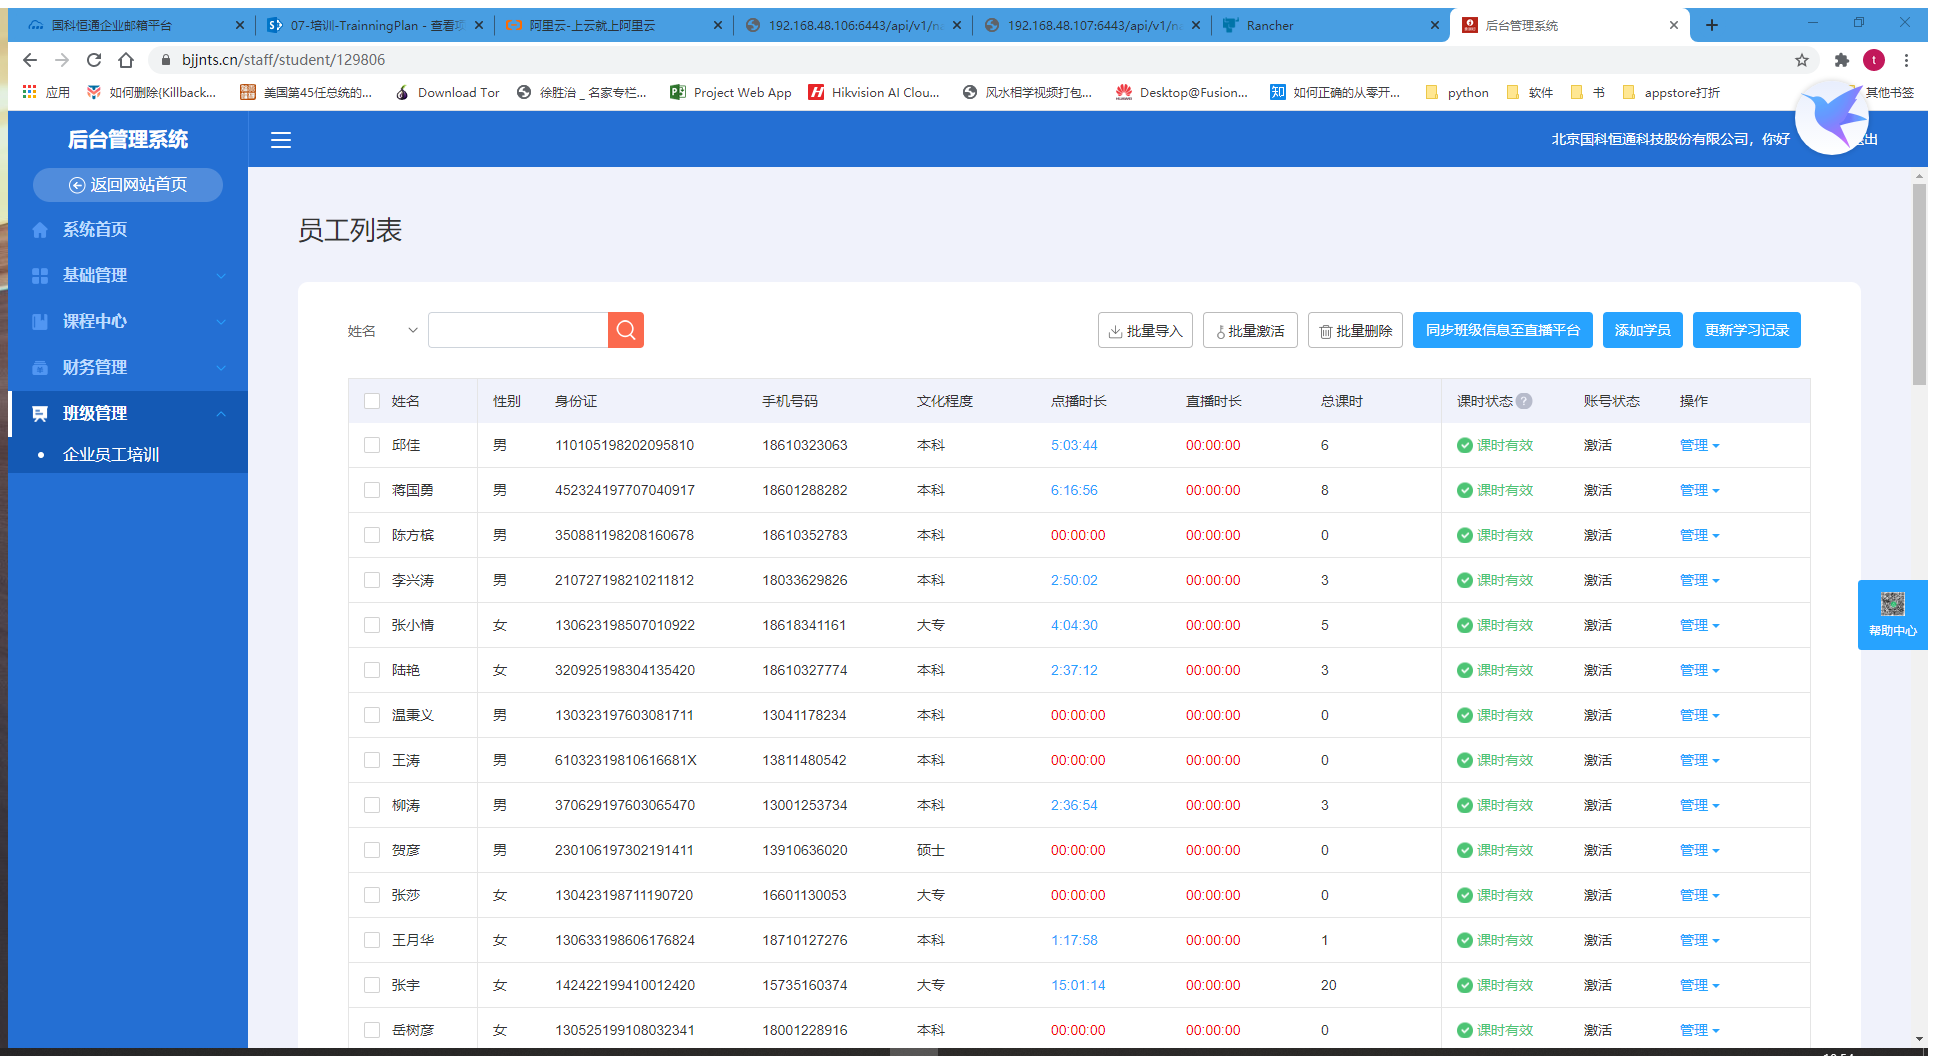 国科恒通企业邮箱平台
07-培训-TrainningPlan - 查看项
阿里云-上云就上阿里云
192.168.48.106:6443/api/v1/na
192.168.48.107:6443/api/v1/na
Rancher
后台管理系统
bjjnts.cn/staff/student/129806
t
应用
如何删除(Killback...
美国第45任总统的...
Download Tor
徐胜治 _ 名家专栏...
Project Web App
Hikvision AI Clou...
风水相学视频打包...
Desktop@Fusion...
知 如何正确的从零开...
python
软件
书
appstore打折
其他书签
后台管理系统
北京国科恒通科技股份有限公司，你好
出
返回网站首页
系统首页
基础管理
课程中心
财务管理
班级管理
企业员工培训
员工列表
姓名
批量导入
批量激活
批量删除
同步班级信息至直播平台
添加学员
更新学习记录
姓名 性别 身份证 手机号码 文化程度 点播时长 直播时长 总课时 课时状态 ? 账号状态 操作
邱佳 男 110105198202095810 18610323063 本科 5:03:44 00:00:00 6 课时有效 激活 管理
蒋国勇 男 452324197707040917 18601288282 本科 6:16:56 00:00:00 8 课时有效 激活 管理
陈方槟 男 350881198208160678 18610352783 本科 00:00:00 00:00:00 0 课时有效 激活 管理
李兴涛 男 210727198210211812 18033629826 本科 2:50:02 00:00:00 3 课时有效 激活 管理
张小情 女 130623198507010922 18618341161 大专 4:04:30 00:00:00 5 课时有效 激活 管理
陆艳 女 320925198304135420 18610327774 本科 2:37:12 00:00:00 3 课时有效 激活 管理
温秉义 男 130323197603081711 13041178234 本科 00:00:00 00:00:00 0 课时有效 激活 管理
王涛 男 61032319810616681X 13811480542 本科 00:00:00 00:00:00 0 课时有效 激活 管理
柳涛 男 370629197603065470 13001253734 本科 2:36:54 00:00:00 3 课时有效 激活 管理
贺彦 男 230106197302191411 13910636020 硕士 00:00:00 00:00:00 0 课时有效 激活 管理
张莎 女 130423198711190720 16601130053 大专 00:00:00 00:00:00 0 课时有效 激活 管理
王月华 女 130633198606176824 18710127276 本科 1:17:58 00:00:00 1 课时有效 激活 管理
张宇 女 142422199410012420 15735160374 大专 15:01:14 00:00:00 20 课时有效 激活 管理
岳树彦 女 130525199108032341 18001228916 本科 00:00:00 00:00:00 0 课时有效 激活 管理
帮助中心